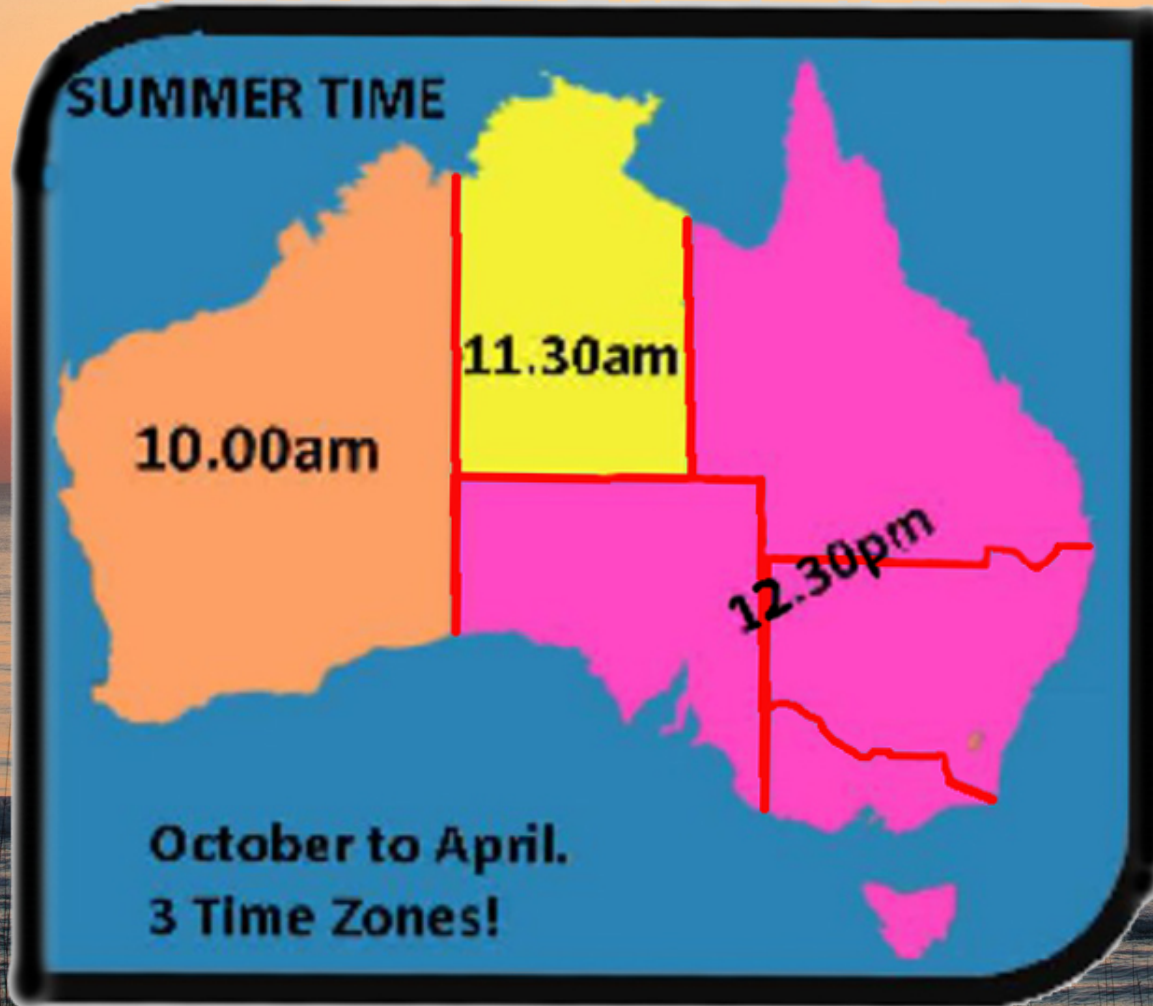 SUMMER TIME
11.30am
10.00am
12.30pm
October to April.
3 Time Zones!